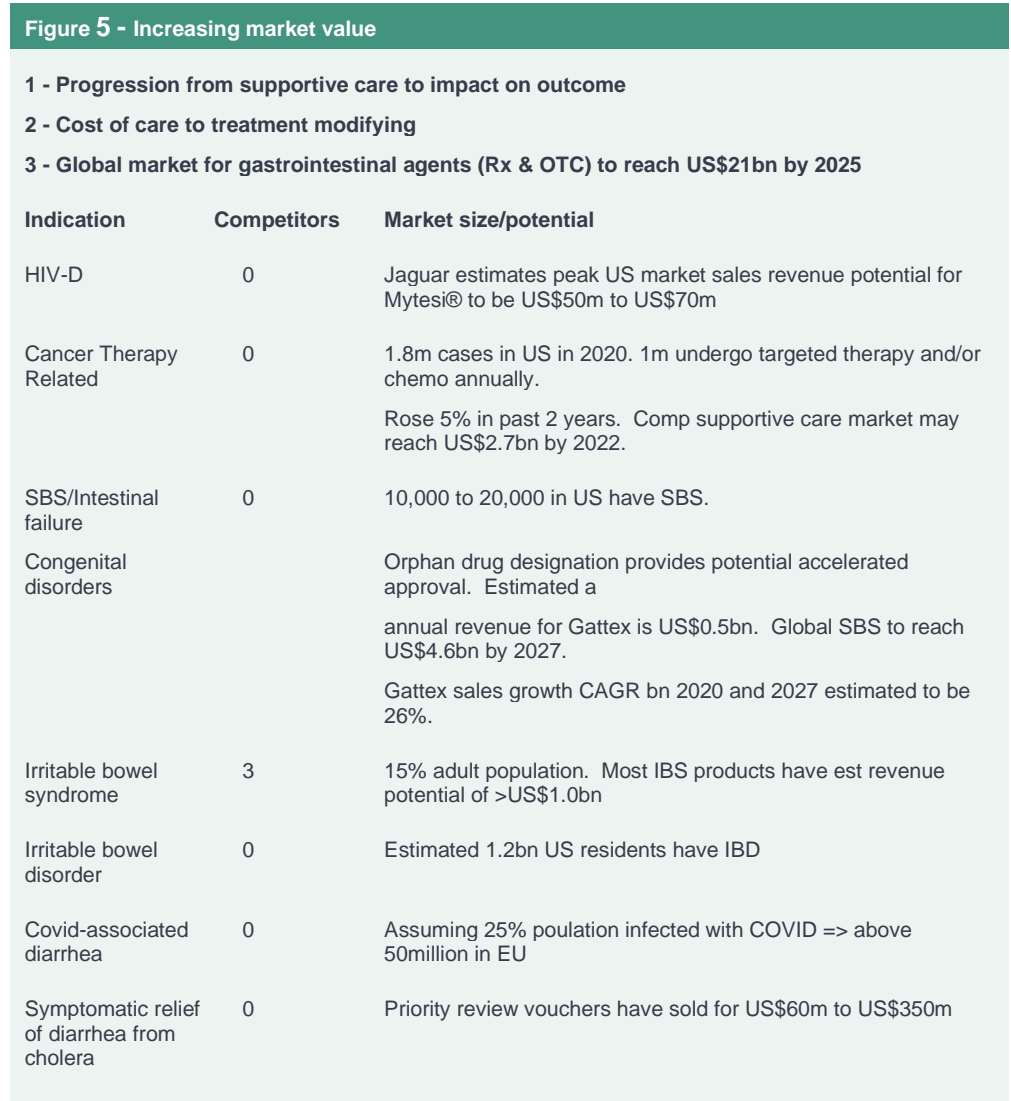 Figure 5 - Increasing market value
1 - Progression from supportive care to impact on outcome
2 - Cost of care to treatment modifying
3 - Global market for gastrointestinal agents (Rx & OTC) to reach US$21bn by 2025
Indication Competitors Market size/potential
HIV-D 0 Jaguar estimates peak US market sales revenue potential for
Mytesi® to be US$50m to US$70m
Cancer Therapy 0 1.8m cases in US in 2020. 1m undergo targeted therapy and/or
Related chemo annually.
Rose 5% in past 2 years. Comp supportive care market may
reach US$2.7bn by 2022.
SBS/Intestinal 0 10,000 to 20,000 in US have SBS.
failure
Congenital Orphan drug designation provides potential accelerated
disorders approval. Estimated a
annual revenue for Gattex is US$0.5bn. Global SBS to reach
US$4.6bn by 2027.
Gattex sales growth CAGR bn 2020 and 2027 estimated to be
26%.
Irritable bowel 3 15% adult population. Most IBS products have est revenue
syndrome potential of >US$1.0bn
Irritable bowel 0 Estimated 1.2bn US residents have IBD
disorder
Covid-associated 0 Assuming 25% poulation infected with COVID => above
diarrhea 50million in EU
Symptomatic relief 0 Priority review vouchers have sold for US$60m to US$350m
of diarrhea from
cholera